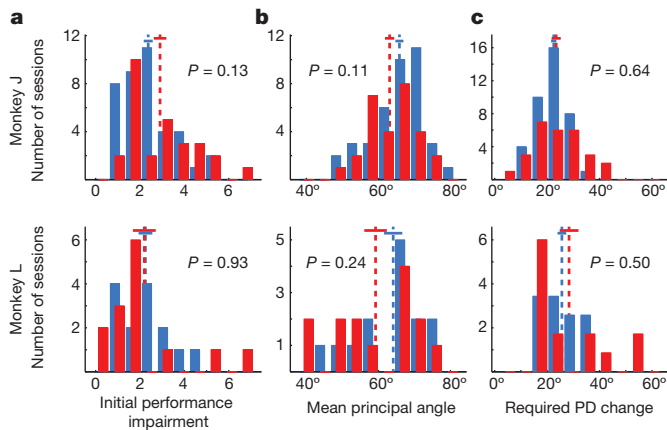 a
b
c
Monkey J
Number of sessions
12
8
4
P = 0.13
0
2
4
6
12
8
4
P = 0.11
40°
60°
80°
16
12
8
4
P = 0.64
0°
20°
40°
60°
Monkey L
Number of sessions
6
4
2
P = 0.93
0
2
4
6
Initial performance
impairment
5
3
1
P = 0.24
40°
60°
80°
Mean principal angle
6
4
2
P = 0.50
0°
20°
40°
60°
Required PD change